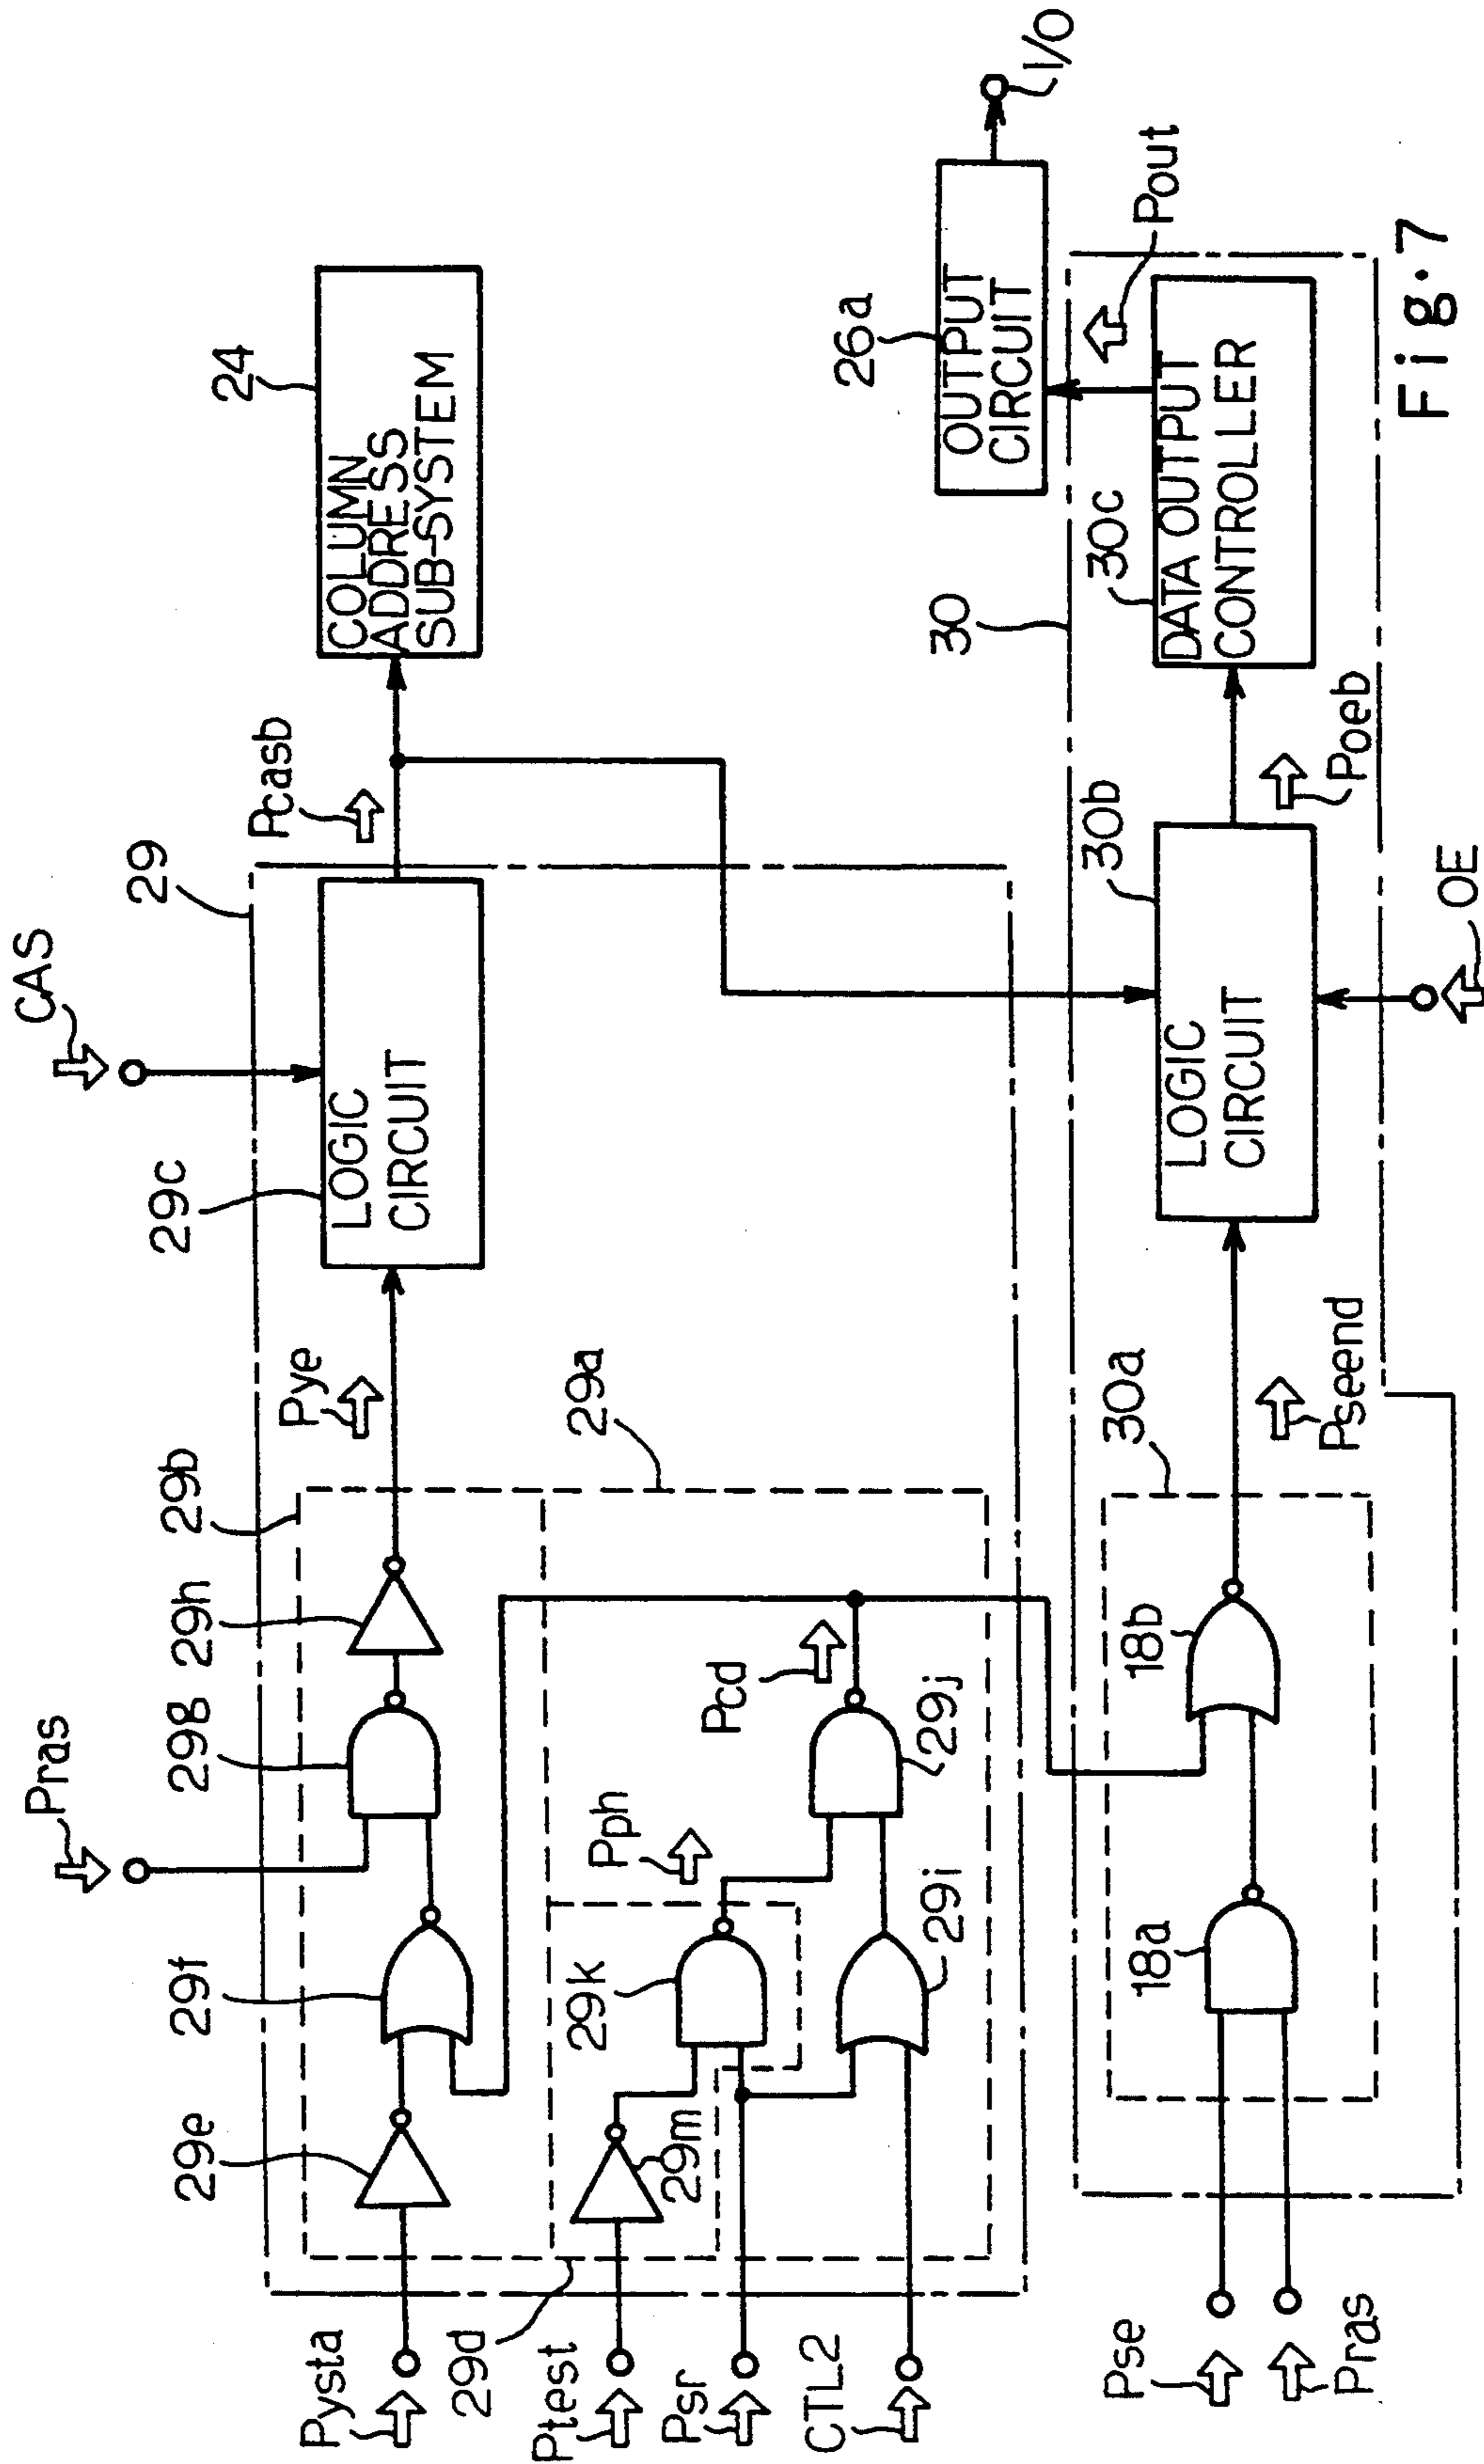 CAS
Pras
29
29c
29b
29h
29g
29f
29e
Pysta
Pye
Pcasb
24
LOGIC
CIRCUIT
COLUMN
ADDRESS
SUB-SYSTEM
29a
29d
Ptest
Psr
CTL2
29m
29k
Pph
29i
29j
Pcd
26a
OUTPUT
CIRCUIT
I/O
30
30a
18a
18b
Pse
Pras
Pseend
30b
LOGIC
CIRCUIT
OE
Poeb
30c
DATA OUTPUT
CONTROLLER
Pout
Fig. 7